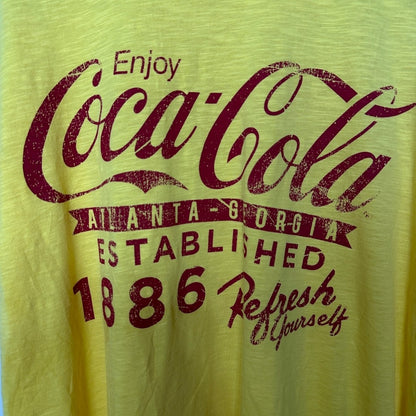 Enjoy
Coca-Cola
ATLANTA-GEORGIA
ESTABLISHED
1886 Refresh
Yourself